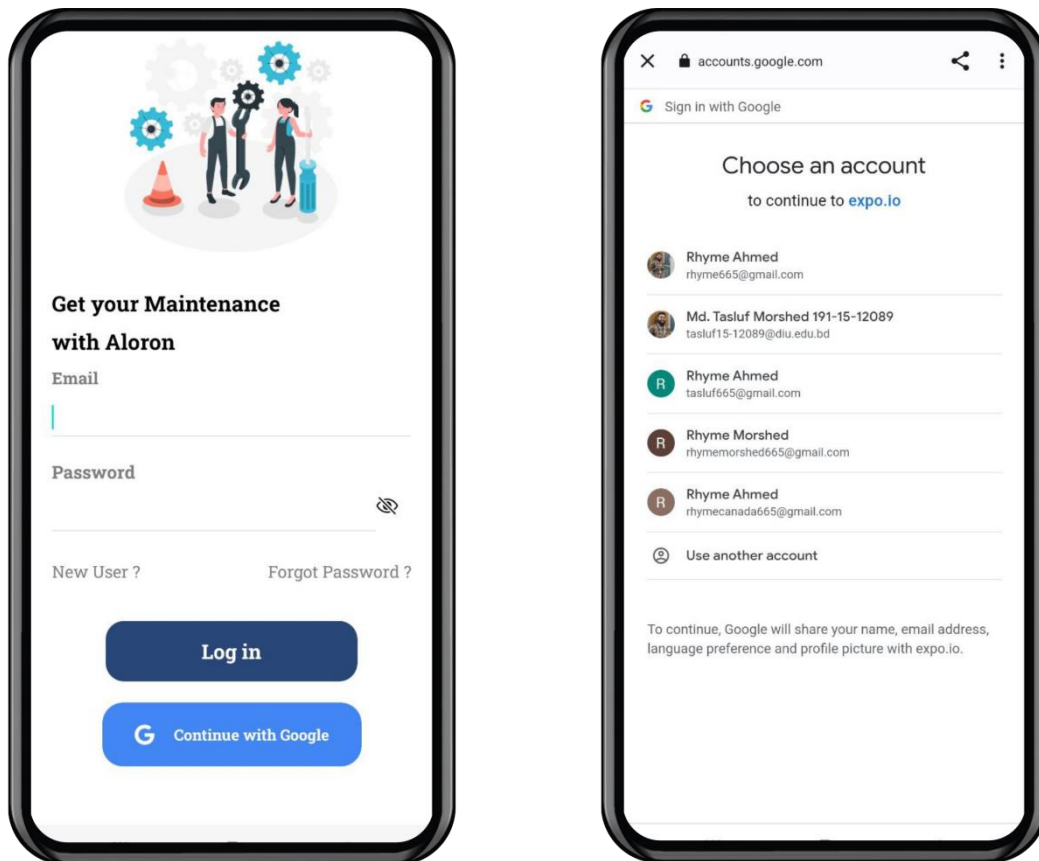 Get your Maintenance
with Aloron
Email
Password
New User ?
Forgot Password ?
Log in
G Continue with Google
accounts.google.com
G Sign in with Google
Choose an account
to continue to expo.io
Rhyme Ahmed
rhyme665@gmail.com
Md. Tasluf Morshed 191-15-12089
tasluf15-12089@diu.edu.bd
R
Rhyme Ahmed
tasluf665@gmail.com
R
Rhyme Morshed
rhymemorshed665@gmail.com
R
Rhyme Ahmed
rhymecanada665@gmail.com
Use another account
To continue, Google will share your name, email address,
language preference and profile picture with expo.io.